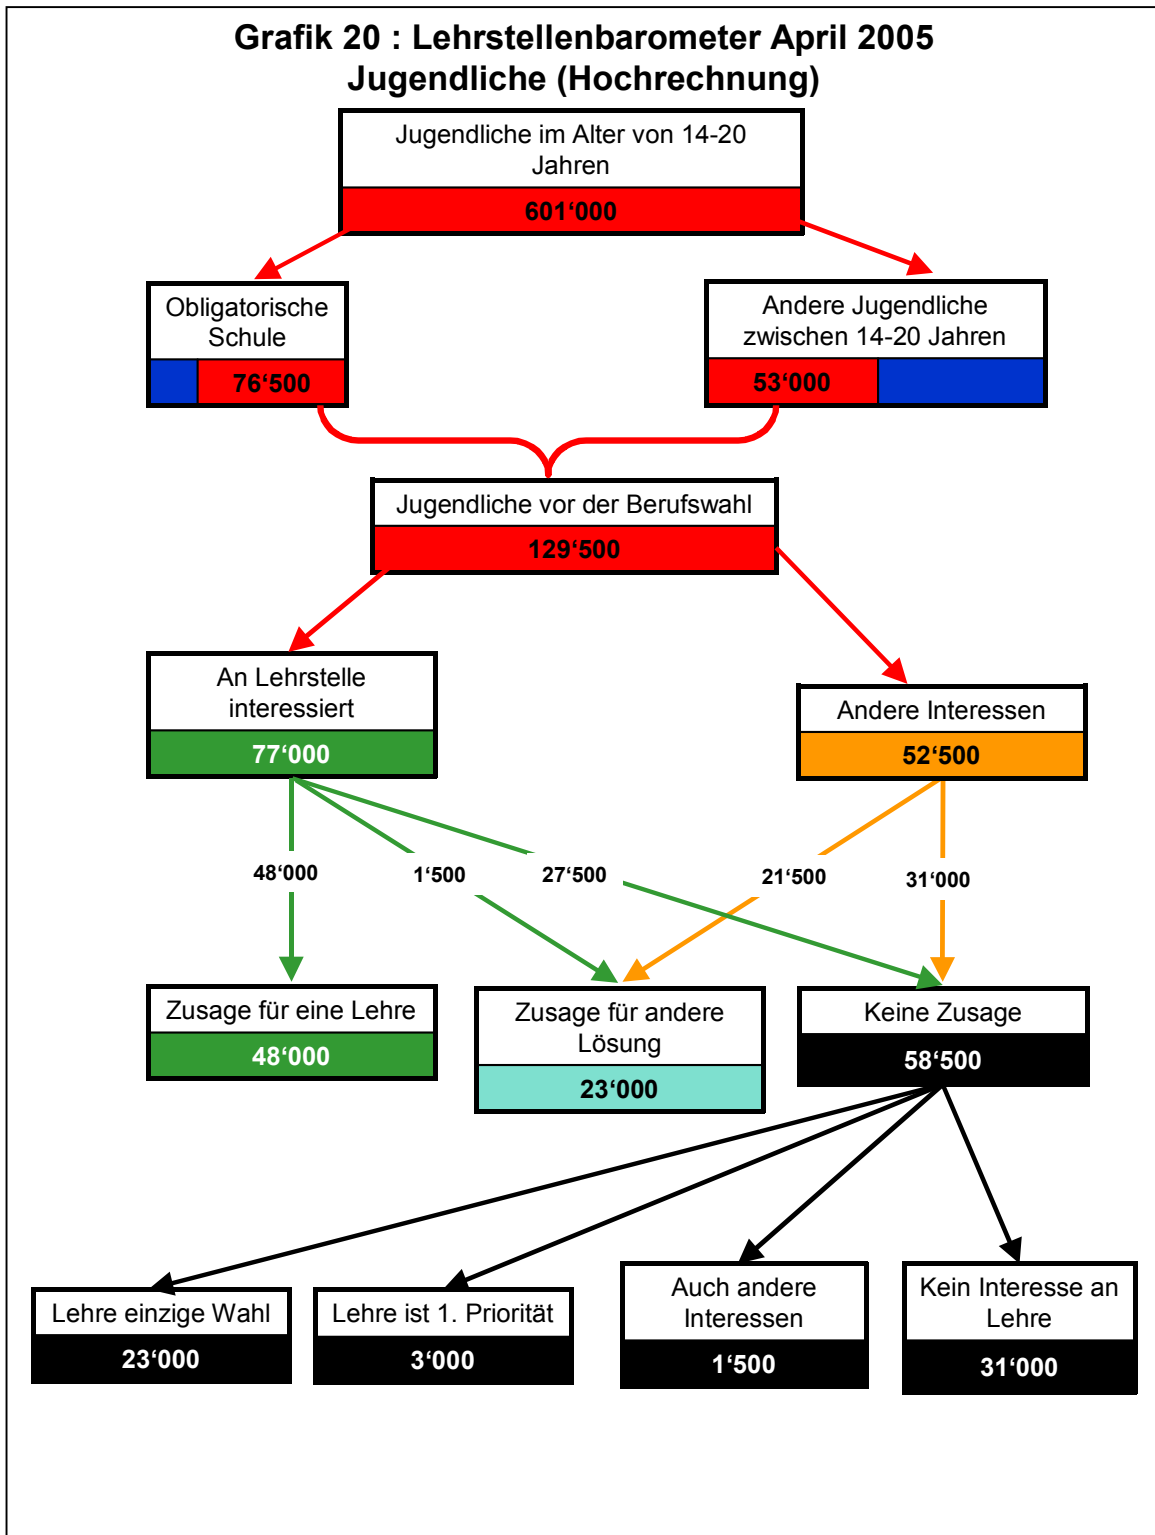 Grafik 20 : Lehrstellenbarometer April 2005
Jugendliche (Hochrechnung)
Jugendliche im Alter von 14-20
Jahren
601‘000
Obligatorische
Schule
76‘500
Andere Jugendliche
zwischen 14-20 Jahren
53‘000
Jugendliche vor der Berufswahl
129‘500
An Lehrstelle
interessiert
77‘000
Andere Interessen
52‘500
48‘000
1‘500
27‘500
21‘500
31‘000
Zusage für eine Lehre
48‘000
Zusage für andere
Lösung
23‘000
Keine Zusage
58‘500
Lehre einzige Wahl
23‘000
Lehre ist 1. Priorität
3‘000
Auch andere
Interessen
1‘500
Kein Interesse an
Lehre
31‘000